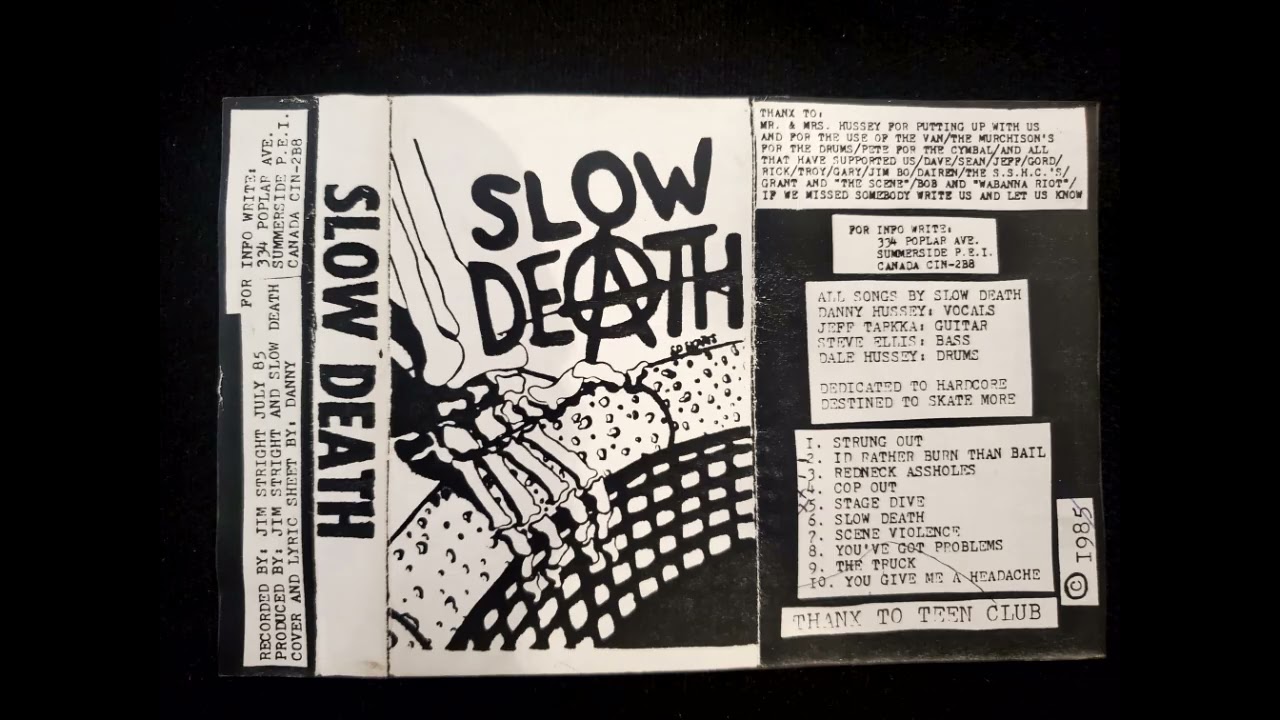 FOR INFO WRITE:
334 POPLAR AVE.
SUMMERSIDE P.E.I.
CANADA CIN-2B8
RECORDED BY: JIM STRIGHT JULY 85
PRODUCED BY: JIM STRIGHT AND SLOW DEATH
COVER AND LYRIC SHEET BY: DANNY
SLOW DEATH
SLOW
DEATH
THANX TO:
MR. & MRS. HUSSEY FOR PUTTING UP WITH US
AND FOR THE USE OF THE VAN/THE MURCHISON'S
FOR THE DRUMS/PETE FOR THE CYMBAL/AND ALL
THAT HAVE SUPPORTED US/DAVE/SEAN/JEFF/GORD/
RICK/TROY/GARY/JIM BO/DAIREN/THE S.S.H.C.'S/
GRANT AND "THE SCENE"/BOB AND "WABANNA RIOT"/
IF WE MISSED SOMEBODY WRITE US AND LET US KNOW
FOR INFO WRITE:
334 POPLAR AVE.
SUMMERSIDE P.E.I.
CANADA CIN-2B8
ALL SONGS BY SLOW DEATH
DANNY HUSSEY: VOCALS
JEFF TARKKA: GUITAR
STEVE ELLIS: BASS
DALE HUSSEY: DRUMS
DEDICATED TO HARDCORE
DESTINED TO SKATE MORE
1. STRUNG OUT
2. ID RATHER BURN THAN BAIL
3. REDNECK ASSHOLES
4. COP OUT
5. STAGE DIVE
6. SLOW DEATH
7. SCENE VIOLENCE
8. YOU'VE GOT PROBLEMS
9. THE TRUCK
10. YOU GIVE ME A HEADACHE
© 1985
THANX TO TEEN CLUB